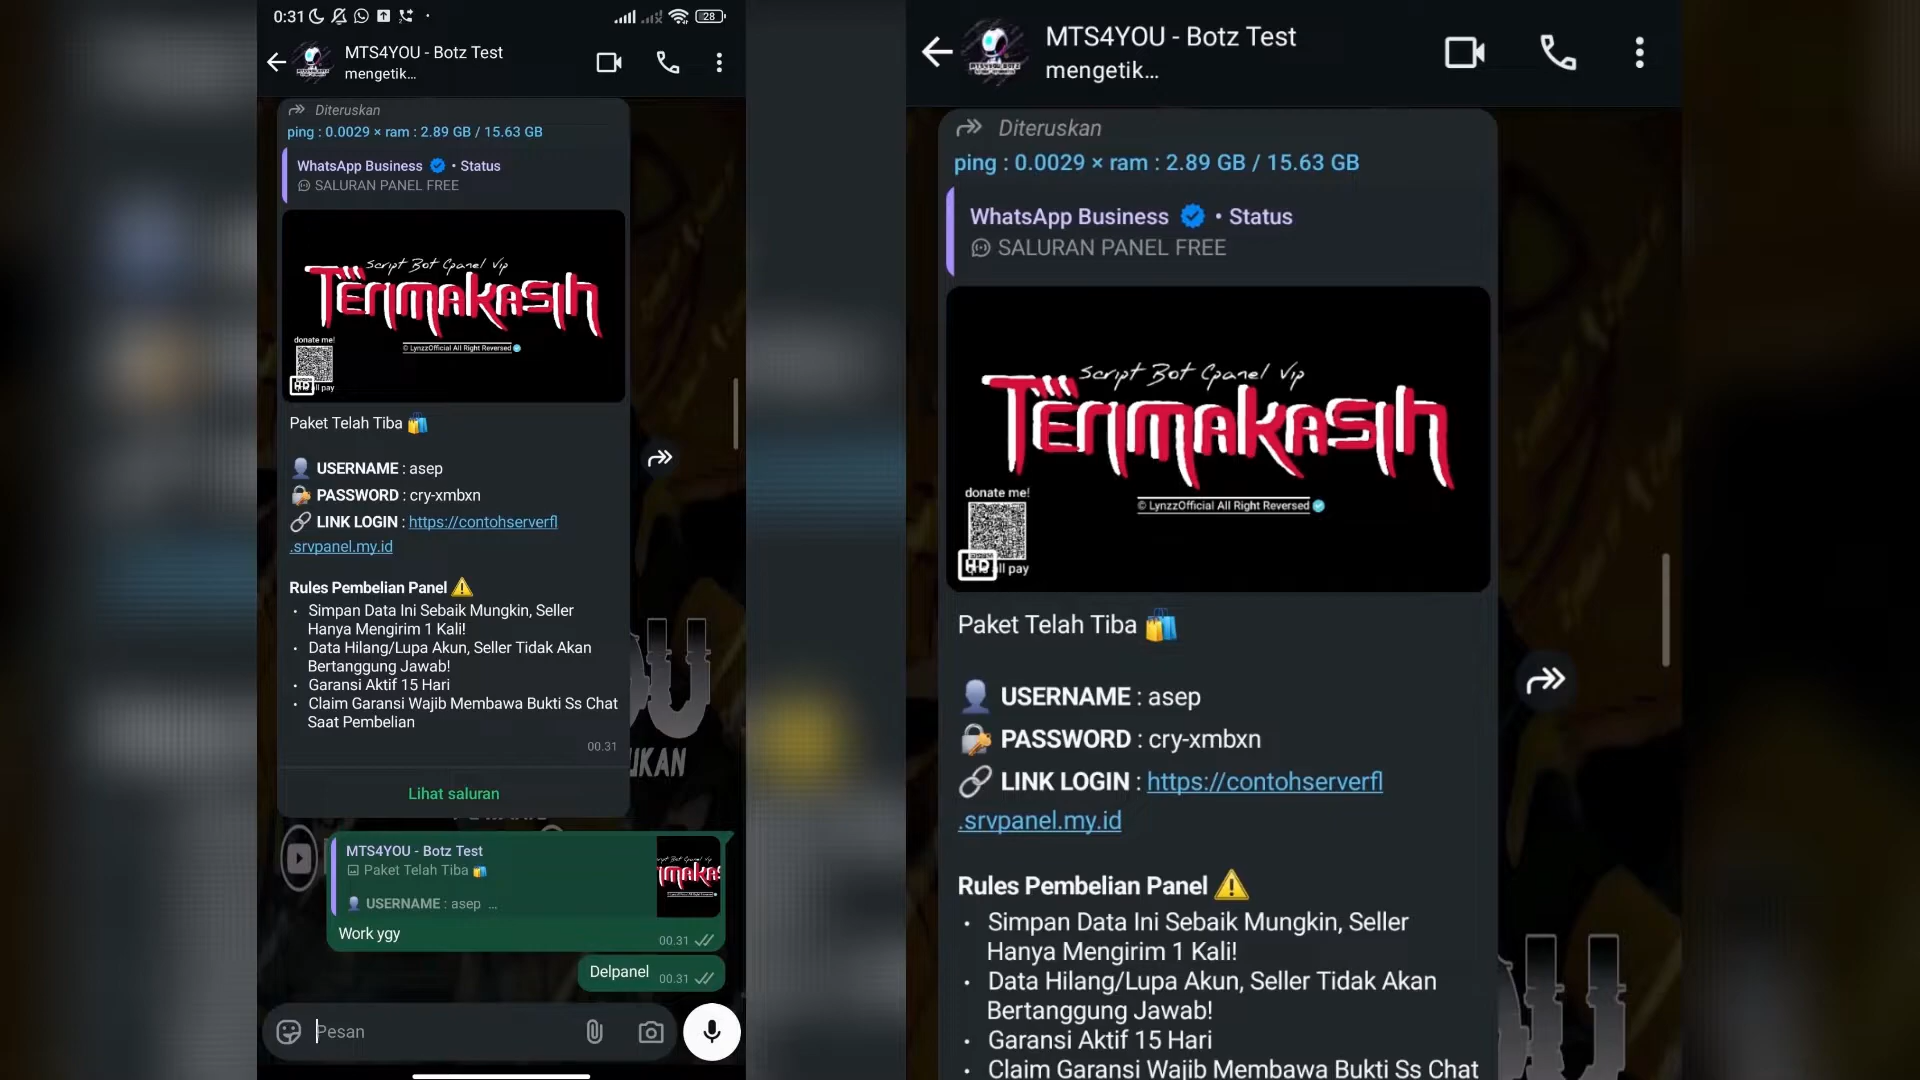 0:31
28
MTS4YOU - Botz Test
mengetik...
Diteruskan
ping : 0.0029 × ram : 2.89 GB / 15.63 GB
WhatsApp Business • Status
SALURAN PANEL FREE
Script Bot Cpanel Vip
TERIMAKASIH
© LynzzOfficial All Right Reversed
donate me!
HD
all pay
Paket Telah Tiba 🛍️
👤 USERNAME : asep
🔐 PASSWORD : cry-xmbxn
🔗 LINK LOGIN : https://contohserverfl
.srvpanel.my.id
Rules Pembelian Panel ⚠️
• Simpan Data Ini Sebaik Mungkin, Seller
Hanya Mengirim 1 Kali!
• Data Hilang/Lupa Akun, Seller Tidak Akan
Bertanggung Jawab!
• Garansi Aktif 15 Hari
• Claim Garansi Wajib Membawa Bukti Ss Chat
Saat Pembelian
00.31
Lihat saluran
MTS4YOU - Botz Test
Paket Telah Tiba 🛍️
👤 USERNAME : asep ...
Work ygy
00.31
Delpanel
00.31
Pesan
MTS4YOU - Botz Test
mengetik...
Diteruskan
ping : 0.0029 × ram : 2.89 GB / 15.63 GB
WhatsApp Business • Status
SALURAN PANEL FREE
Script Bot Cpanel Vip
TERIMAKASIH
© LynzzOfficial All Right Reversed
donate me!
HD
all pay
Paket Telah Tiba 🛍️
👤 USERNAME : asep
🔐 PASSWORD : cry-xmbxn
🔗 LINK LOGIN : https://contohserverfl
.srvpanel.my.id
Rules Pembelian Panel ⚠️
• Simpan Data Ini Sebaik Mungkin, Seller
Hanya Mengirim 1 Kali!
• Data Hilang/Lupa Akun, Seller Tidak Akan
Bertanggung Jawab!
• Garansi Aktif 15 Hari
• Claim Garansi Wajib Membawa Bukti Ss Chat